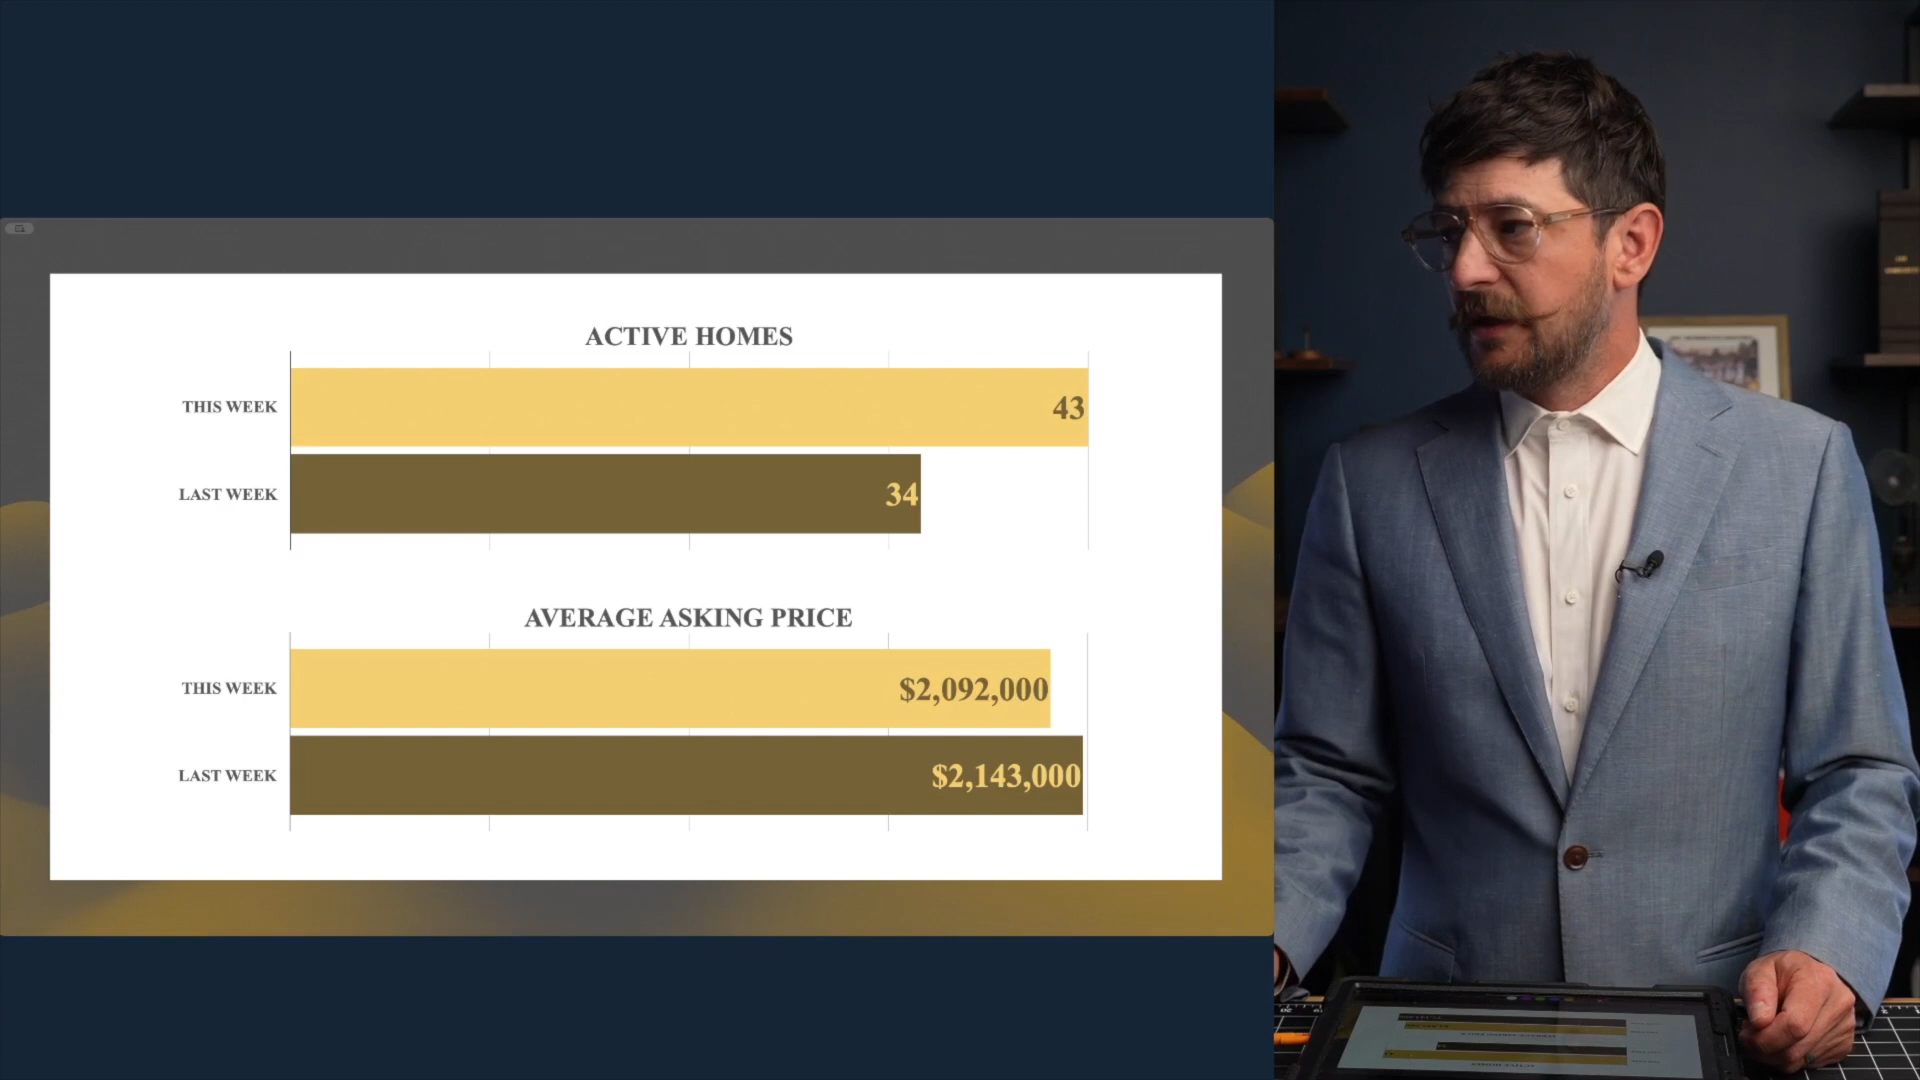 ACTIVE HOMES
THIS WEEK
43
LAST WEEK
34
AVERAGE ASKING PRICE
THIS WEEK
$2,092,000
LAST WEEK
$2,143,000